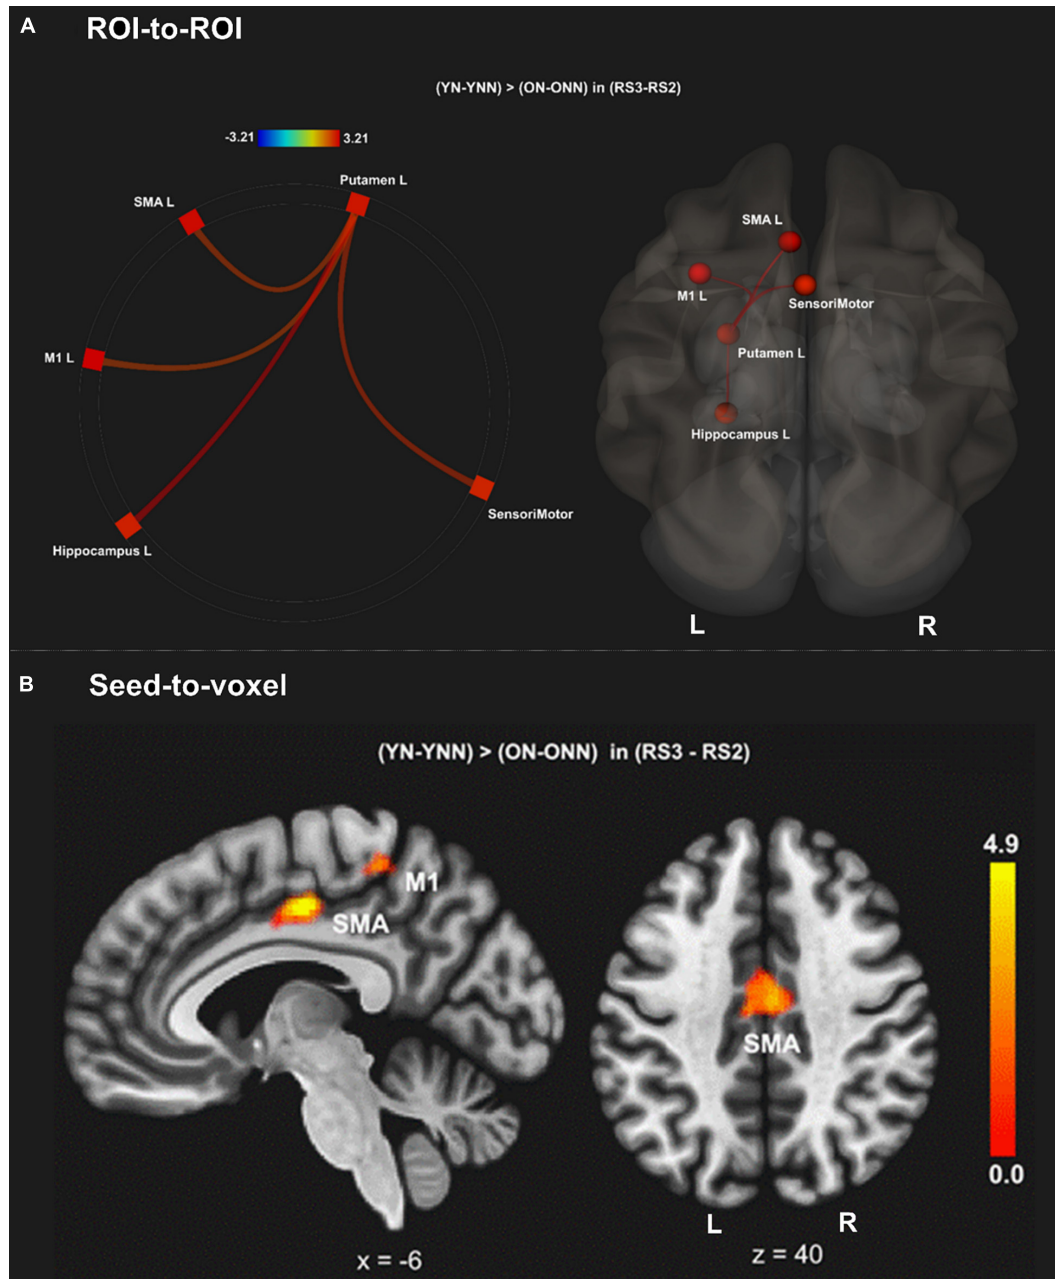 A ROI-to-ROI
(YN-YNN) > (ON-ONN) in (RS3-RS2)
-3.21 3.21
Putamen L
SMA L
M1 L
Hippocampus L
SensoriMotor
SMA L
M1 L
SensoriMotor
Putamen L
Hippocampus L
L R
B Seed-to-voxel
(YN-YNN) > (ON-ONN) in (RS3 - RS2)
4.9
M1
SMA
SMA
0.0
L R
x = -6
z = 40